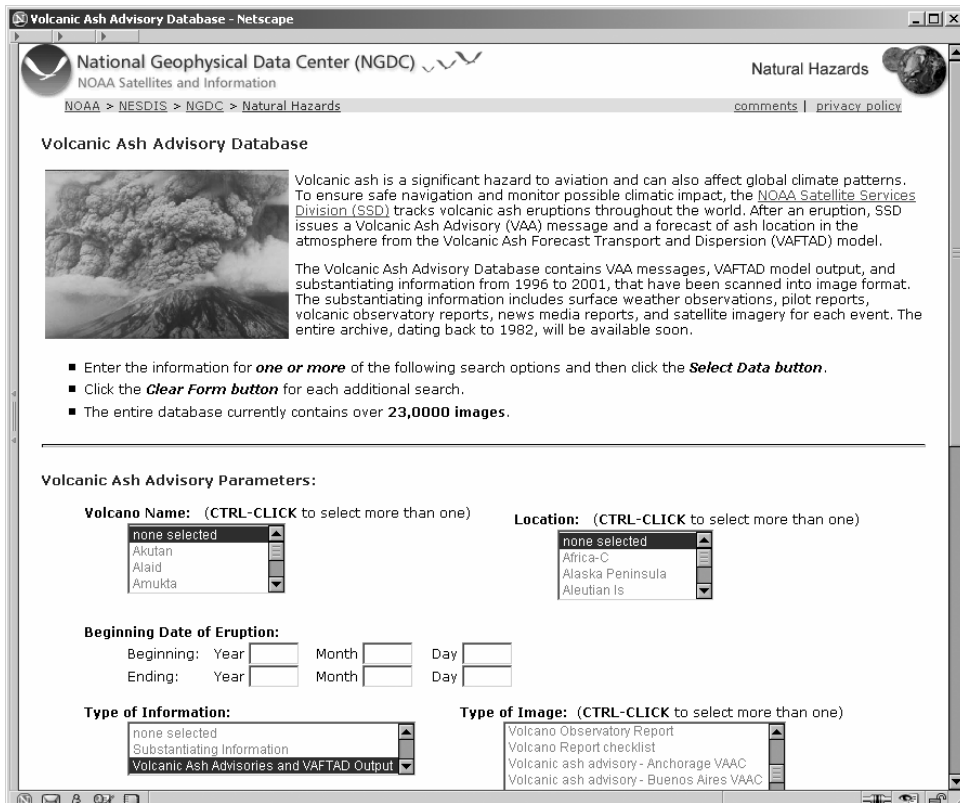 Volcanic Ash Advisory Database - Netscape
National Geophysical Data Center (NGDC)
NOAA Satellites and Information
Natural Hazards
NOAA > NESDIS > NGDC > Natural Hazards
comments | privacy policy
Volcanic Ash Advisory Database
Volcanic ash is a significant hazard to aviation and can also affect global climate patterns.
To ensure safe navigation and monitor possible climatic impact, the NOAA Satellite Services
Division (SSD) tracks volcanic ash eruptions throughout the world. After an eruption, SSD
issues a Volcanic Ash Advisory (VAA) message and a forecast of ash location in the
atmosphere from the Volcanic Ash Forecast Transport and Dispersion (VAFTAD) model.
The Volcanic Ash Advisory Database contains VAA messages, VAFTAD model output, and
substantiating information from 1996 to 2001, that have been scanned into image format.
The substantiating information includes surface weather observations, pilot reports,
volcanic observatory reports, news media reports, and satellite imagery for each event. The
entire archive, dating back to 1982, will be available soon.
■ Enter the information for one or more of the following search options and then click the Select Data button.
■ Click the Clear Form button for each additional search.
■ The entire database currently contains over 23,0000 images.
Volcanic Ash Advisory Parameters:
Volcano Name: (CTRL-CLICK to select more than one)
none selected
Akutan
Alaid
Amukta
Location: (CTRL-CLICK to select more than one)
none selected
Africa-C
Alaska Peninsula
Aleutian Is
Beginning Date of Eruption:
Beginning: Year Month Day
Ending: Year Month Day
Type of Information:
none selected
Substantiating Information
Volcanic Ash Advisories and VAFTAD Output
Type of Image: (CTRL-CLICK to select more than one)
Volcano Observatory Report
Volcano Report checklist
Volcanic ash advisory - Anchorage VAAC
Volcanic ash advisory - Buenos Aires VAAC